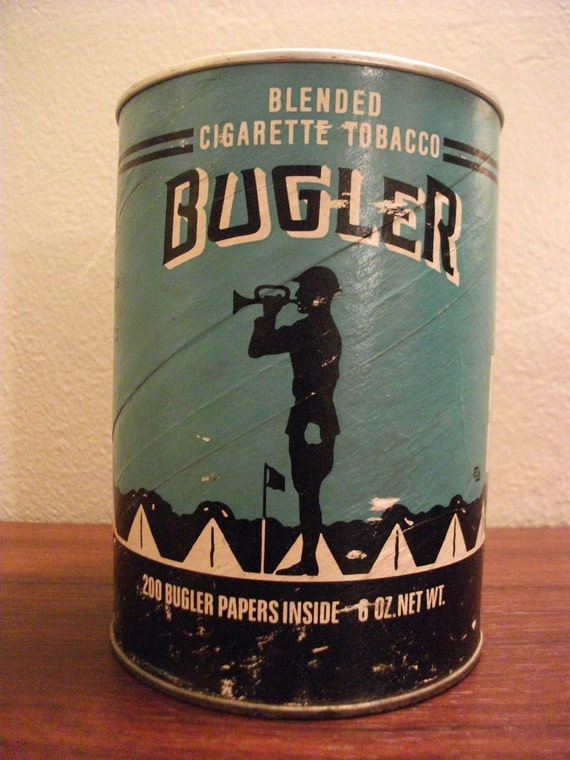 BLENDED
CIGARETTE TOBACCO
BUGLER
200 BUGLER PAPERS INSIDE - 6 OZ. NET WT.